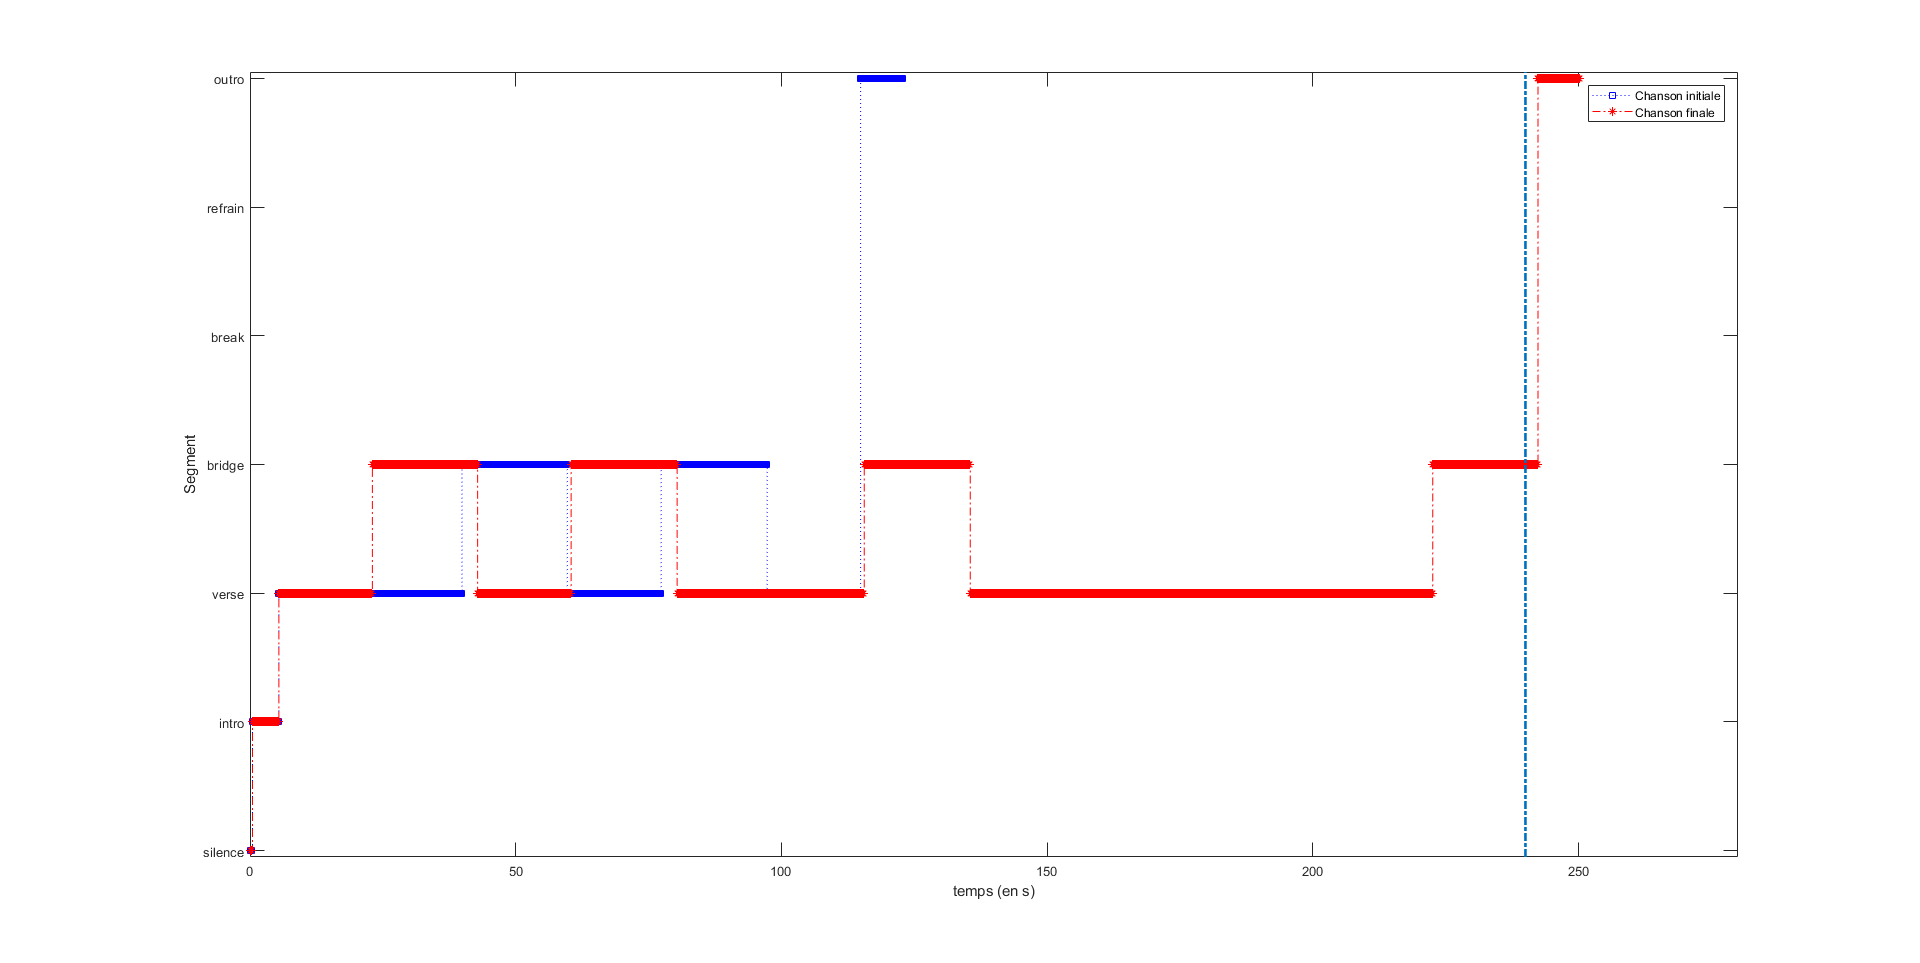 outro
refrain
break
bridge
verse
intro
silence
Segment
0 50 100 150 200 250
temps (en s)
Chanson initiale
Chanson finale